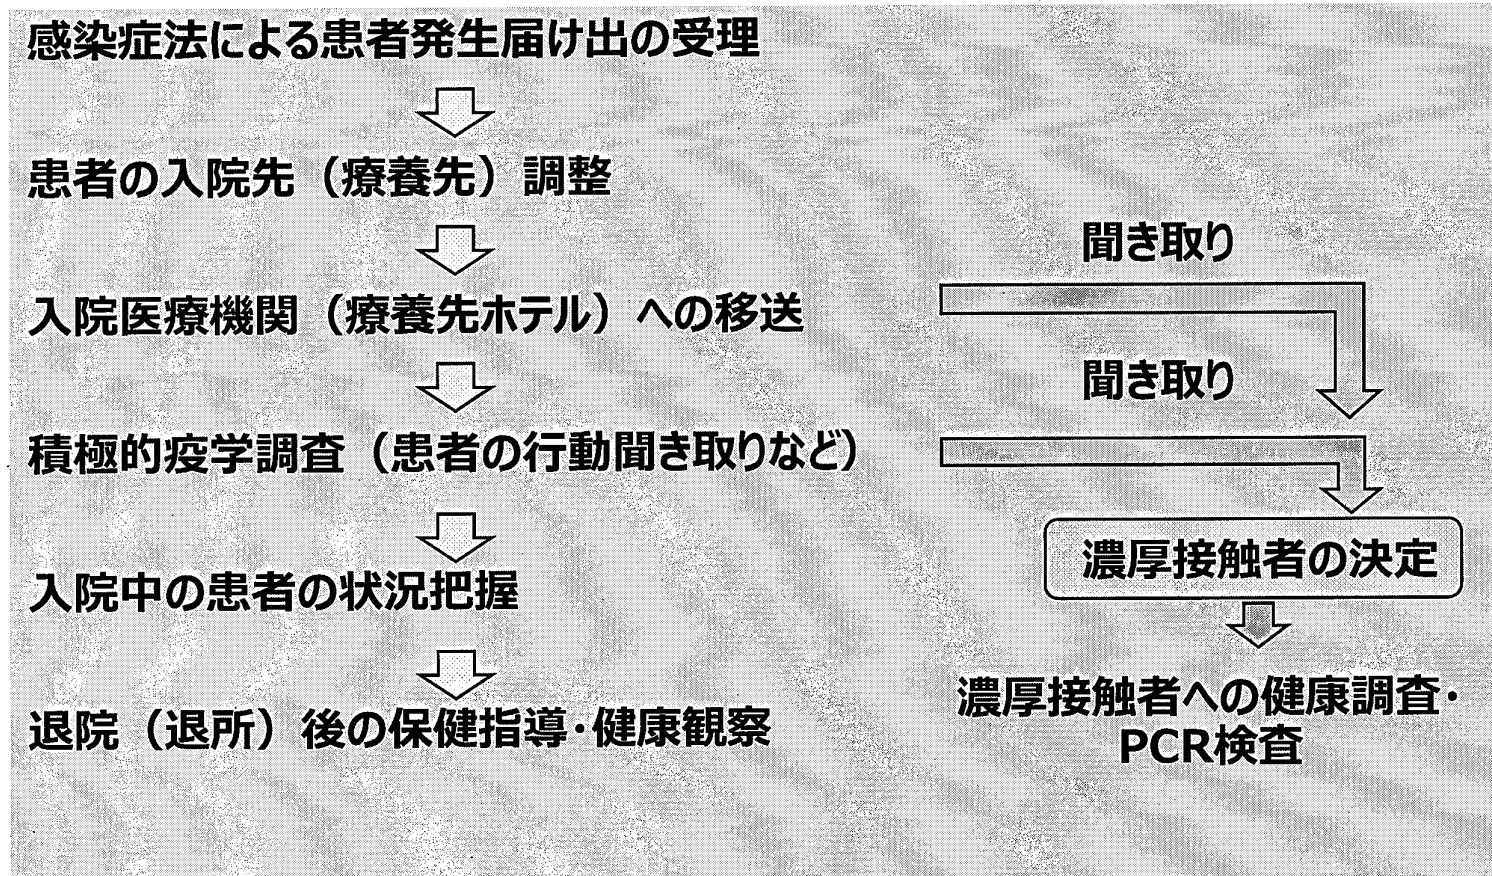 感染症法による患者発生届け出の受理
患者の入院先（療養先）調整
入院医療機関（療養先ホテル）への移送
積極的疫学調査（患者の行動聞き取りなど）
入院中の患者の状況把握
退院（退所）後の保健指導・健康観察
聞き取り
聞き取り
濃厚接触者の決定
濃厚接触者への健康調査・
PCR検査